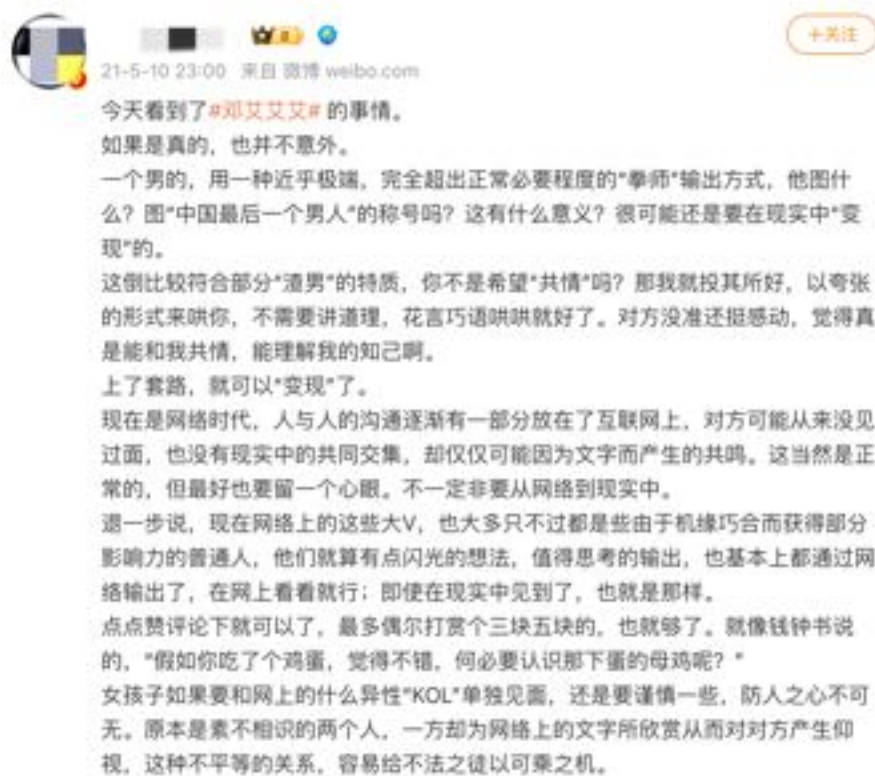 +关注
21-5-10 23:00 来自 微博 weibo.com
今天看到了#邓艾艾艾# 的事情。
如果是真的，也并不意外。
一个男的，用一种近乎极端，完全超出正常必要程度的“拳师”输出方式，他图什
么？图“中国最后一个男人”的称号吗？这有什么意义？很可能还是要在现实中“变
现”的。
这倒比较符合部分“渣男”的特质，你不是希望“共情”吗？那我就投其所好，以夸张
的形式来哄你，不需要讲道理，花言巧语哄哄就好了。对方没准还挺感动，觉得真
是能和我共情，能理解我的知己啊。
上了套路，就可以“变现”了。
现在是网络时代，人与人的沟通逐渐有一部分放在了互联网上，对方可能从来没见
过面，也没有现实中的共同交集，却仅仅可能因为文字而产生的共鸣。这当然是正
常的，但最好也要留一个心眼。不一定非要从网络到现实中。
退一步说，现在网络上的这些大V，也大多只不过都是些由于机缘巧合而获得部分
影响力的普通人，他们就算有点闪光的想法，值得思考的输出，也基本上都通过网
络输出了，在网上看看就行；即使在现实中见到了，也就是那样。
点点赞评论下就可以了，最多偶尔打赏个三块五块的，也就够了。就像钱钟书说
的，“假如你吃了个鸡蛋，觉得不错，何必要认识那下蛋的母鸡呢？”
女孩子如果要和网上的什么异性“KOL”单独见面，还是要谨慎一些，防人之心不可
无。原本是素不相识的两个人，一方却为网络上的文字所欣赏从而对对方产生仰
视，这种不平等的关系，容易给不法之徒以可乘之机。